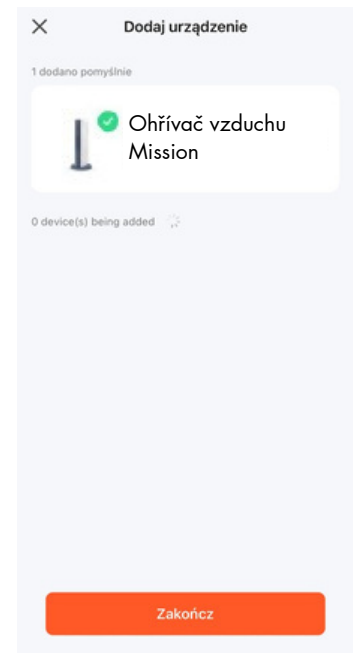 Dodaj urządzenie
1 dodano pomyślnie
Ohřívač vzduchu
Mission
0 device(s) being added
Zakończ